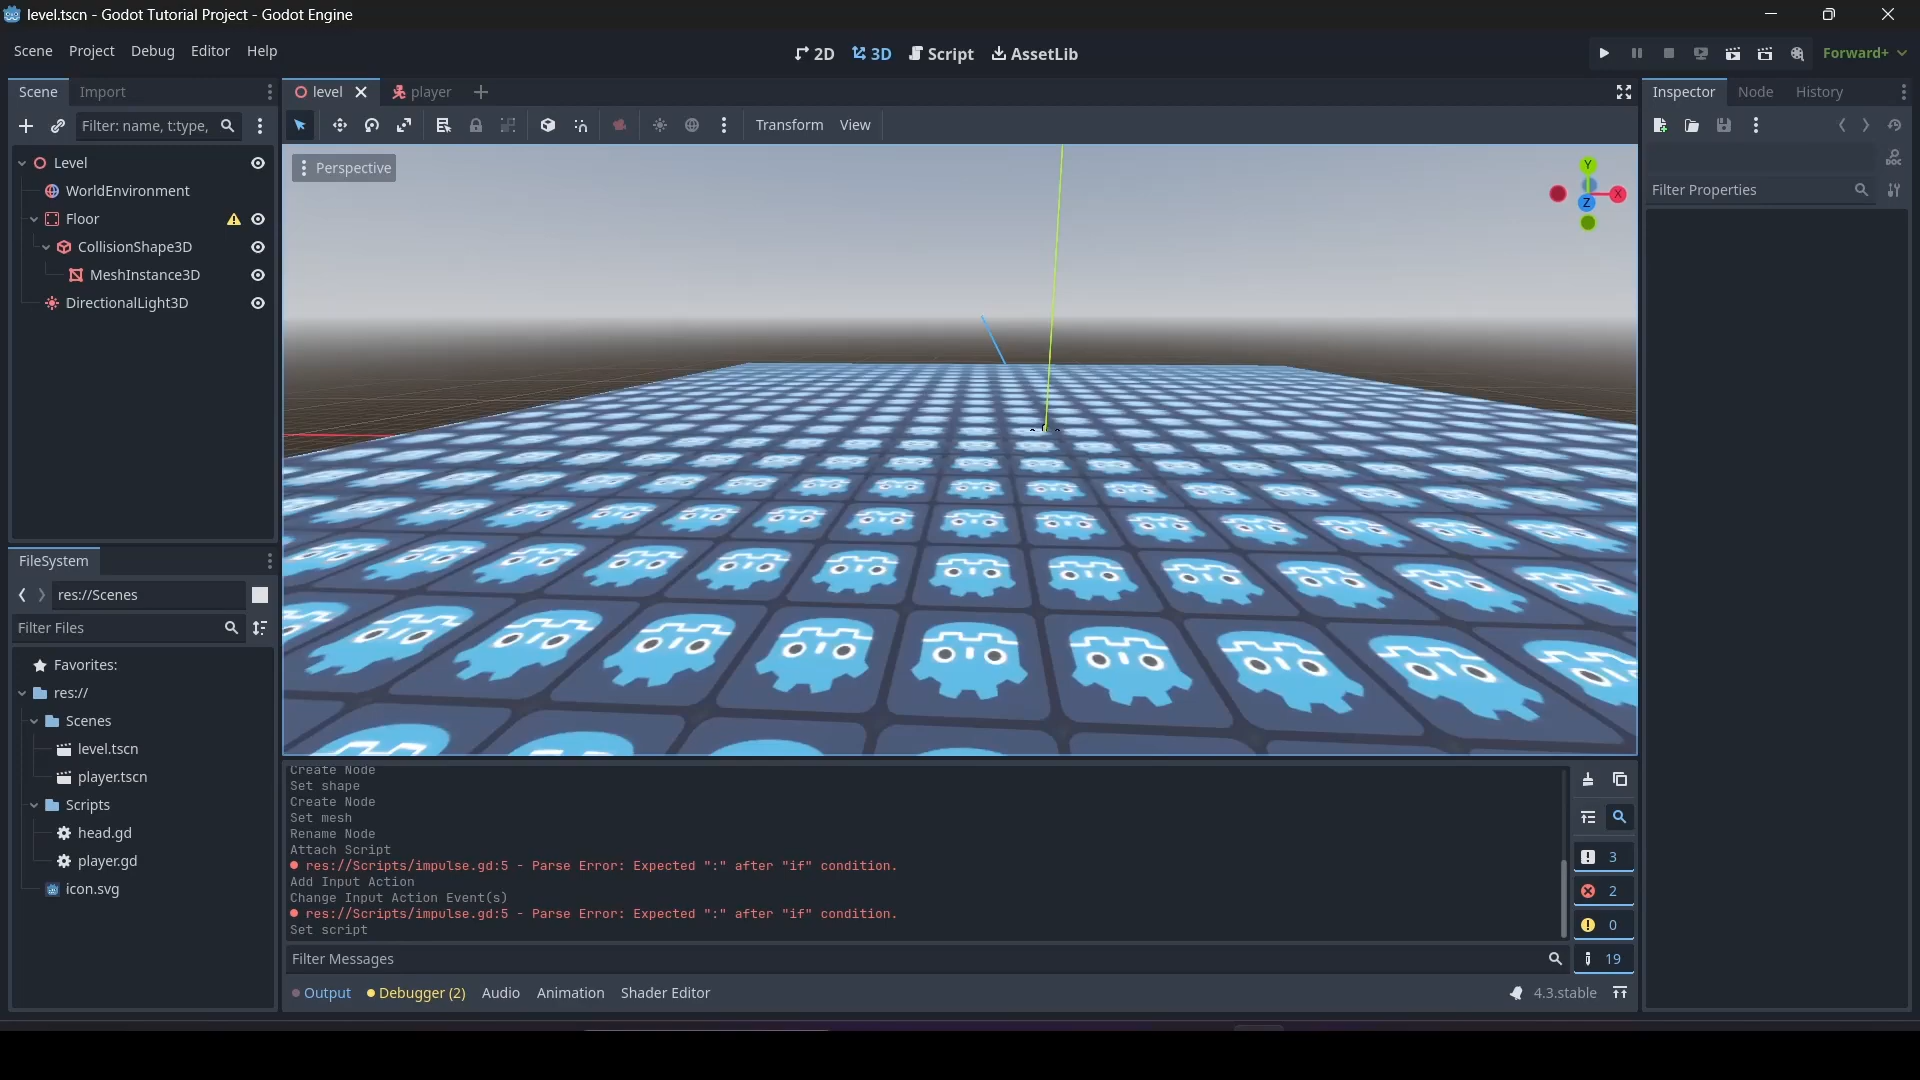 level.tscn - Godot Tutorial Project - Godot Engine
Scene Project Debug Editor Help
2D 3D Script AssetLib
Forward+
Scene Import
level player
Inspector Node History
Filter: name, t:type,
Transform View
Level
Perspective
Y
X
Z
DOC
Filter Properties
WorldEnvironment
Floor
CollisionShape3D
MeshInstance3D
DirectionalLight3D
FileSystem
res://Scenes
Filter Files
Favorites:
res://
Scenes
level.tscn
player.tscn
Scripts
head.gd
player.gd
icon.svg
Create Node
Set shape
Create Node
Set mesh
Rename Node
Attach Script
res://Scripts/impulse.gd:5 - Parse Error: Expected ":" after "if" condition.
Add Input Action
Change Input Action Event(s)
res://Scripts/impulse.gd:5 - Parse Error: Expected ":" after "if" condition.
Set script
3
2
0
19
Filter Messages
Output Debugger (2) Audio Animation Shader Editor
4.3.stable